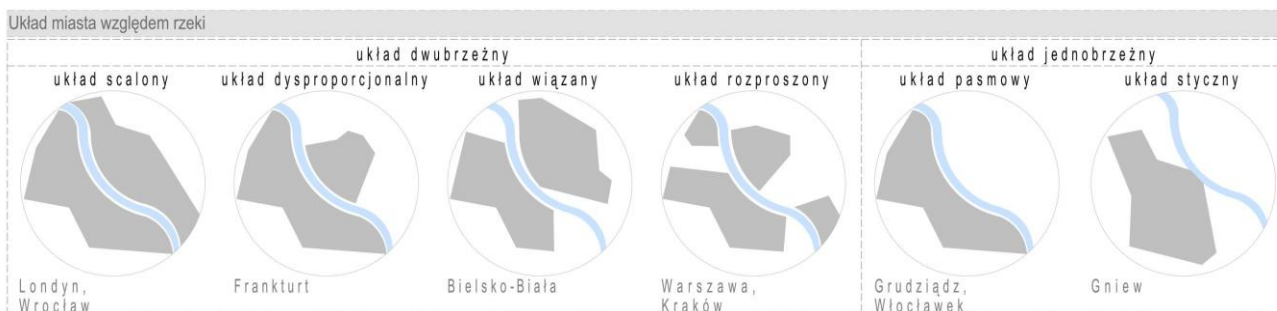 Układ miasta względem rzeki
układ dwubrzeżny
układ jednobrzeżny
układ scalony
układ dysproporcjonalny
układ wiązany
układ rozproszony
układ pasmowy
układ styczny
Londyn,
Wrocław
Frankturt
Bielsko-Biała
Warszawa,
Kraków
Grudziądz,
Włocławek
Gniew